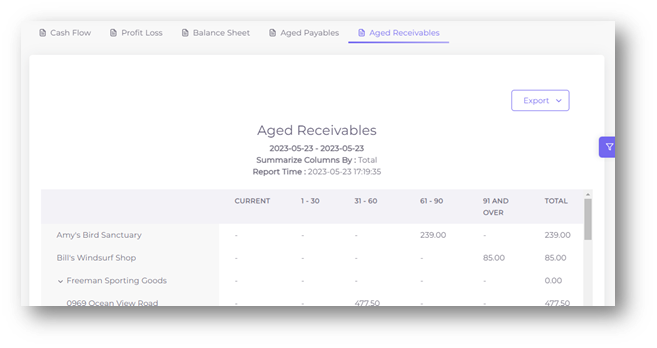 Cash Flow Profit Loss Balance Sheet Aged Payables Aged Receivables
Export
Aged Receivables
2023-05-23 - 2023-05-23
Summarize Columns By : Total
Report Time : 2023-05-23 17:19:35
CURRENT 1 - 30 31 - 60 61 - 90 91 AND OVER TOTAL
Amy's Bird Sanctuary - - - 239.00 - 239.00
Bill's Windsurf Shop - - - - 85.00 85.00
Freeman Sporting Goods - - - - - 0.00
0969 Ocean View Road - - 477.50 - - 477.50